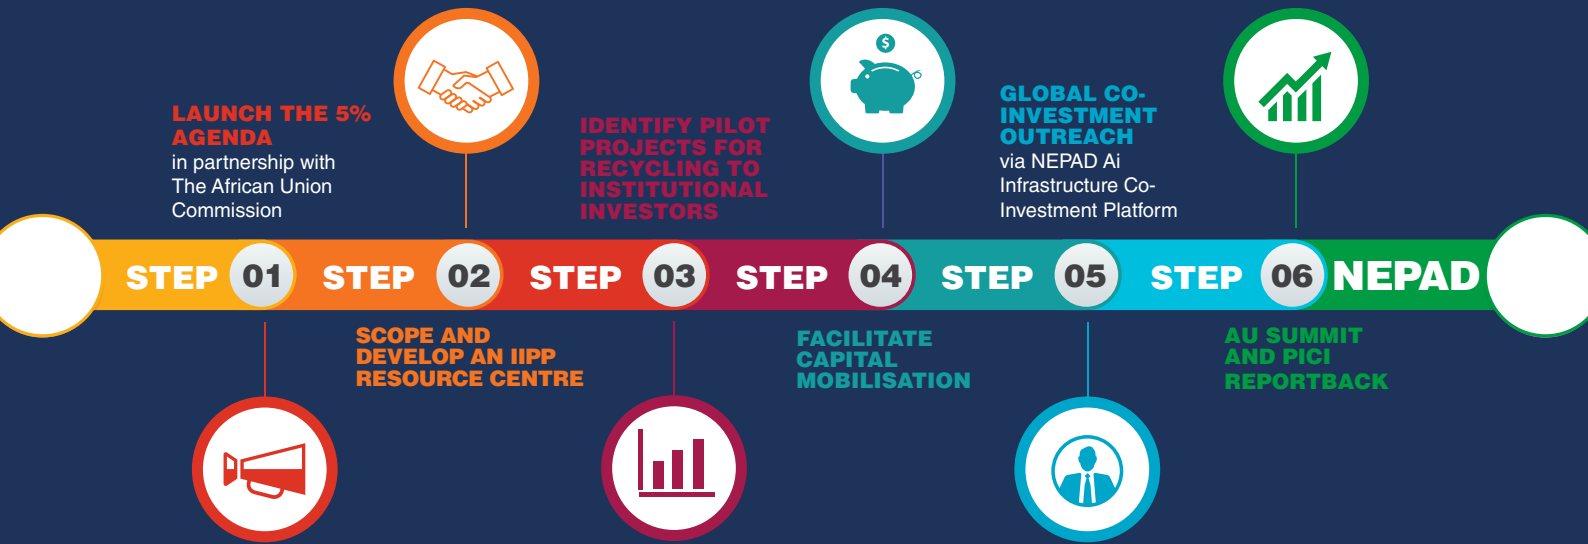 LAUNCH THE 5%
AGENDA
in partnership with
The African Union
Commission
IDENTIFY PILOT
PROJECTS FOR
RECYCLING TO
INSTITUTIONAL
INVESTORS
$
GLOBAL CO-
INVESTMENT
OUTREACH
via NEPAD Ai
Infrastructure Co-
Investment Platform
STEP 01 STEP 02 STEP 03 STEP 04 STEP 05 STEP 06 NEPAD
SCOPE AND
DEVELOP AN IIPP
RESOURCE CENTRE
FACILITATE
CAPITAL
MOBILISATION
AU SUMMIT
AND PICI
REPORTBACK